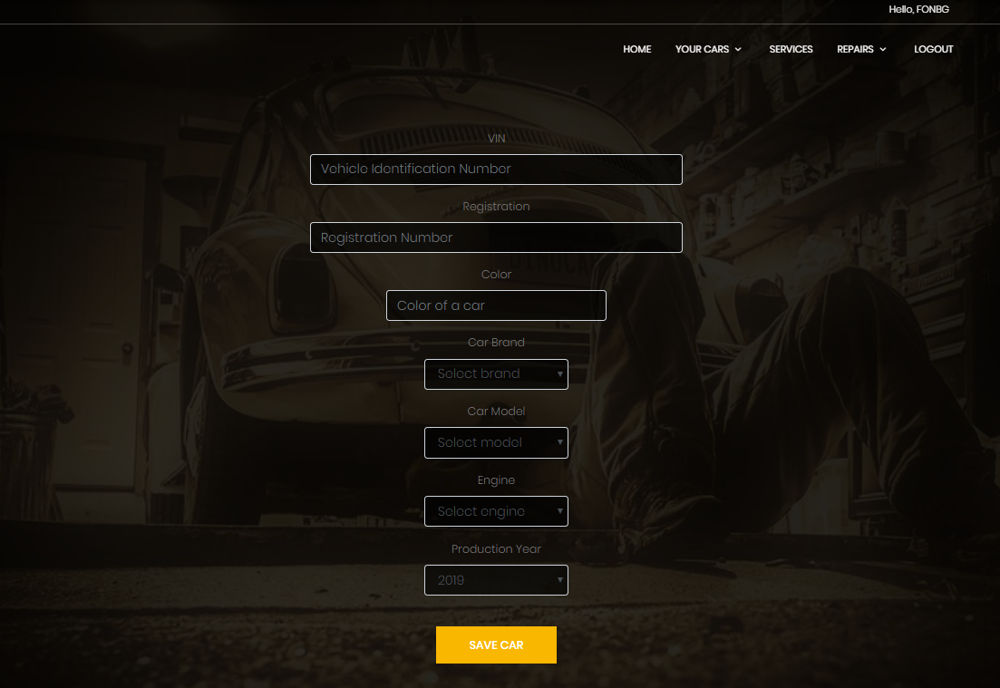 Hello, FONBG
HOME YOUR CARS SERVICES REPAIRS LOGOUT
VIN
Vehicle Identification Number
Registration
Registration Number
Color
Color of a car
Car Brand
Select brand
Car Model
Select model
Engine
Select engine
Production Year
2019
SAVE CAR